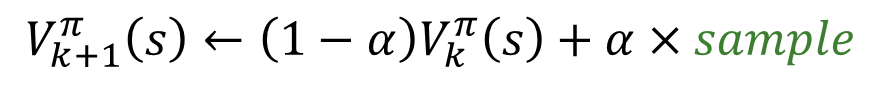 V^π_{k+1}(s) ← (1 − α)V^π_k(s) + α × sample